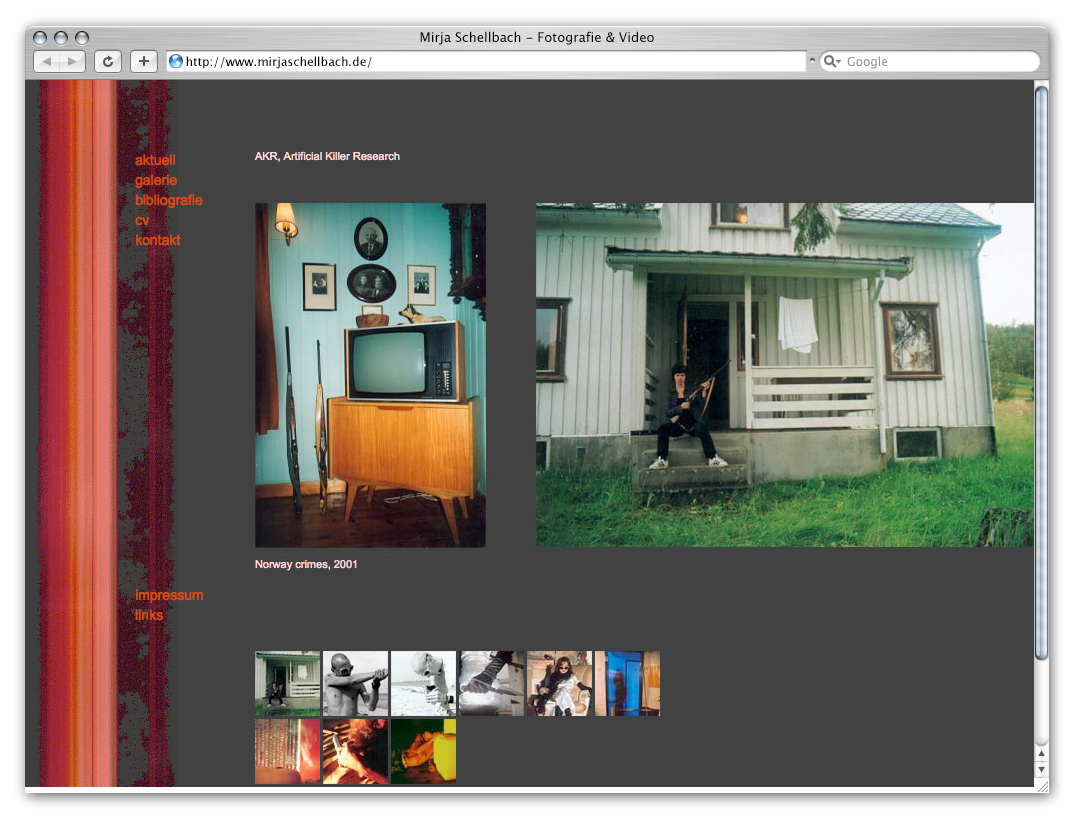 Mirja Schellbach – Fotografie & Video
http://www.mirjaschellbach.de/
Google
AKR, Artificial Killer Research
aktuell
galerie
bibliografie
cv
kontakt
Norway crimes, 2001
impressum
links